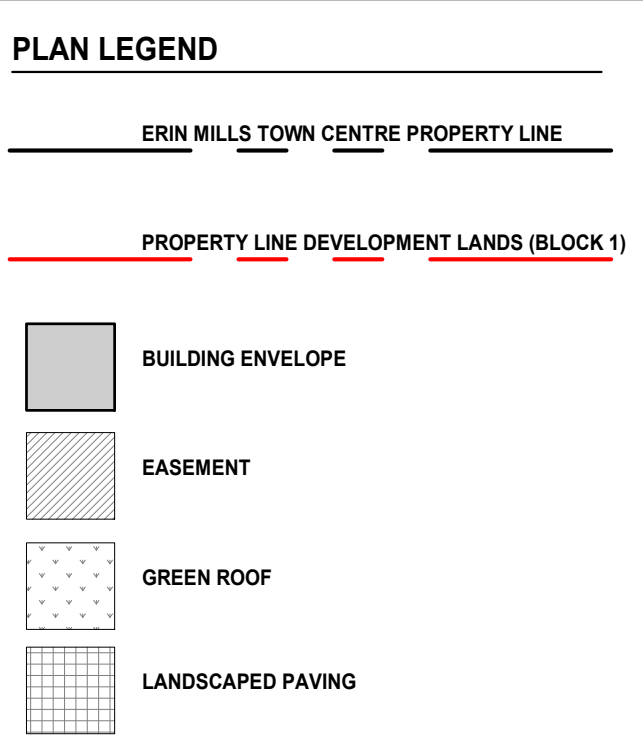 PLAN LEGEND
ERIN MILLS TOWN CENTRE PROPERTY LINE
PROPERTY LINE DEVELOPMENT LANDS (BLOCK 1)
BUILDING ENVELOPE
EASEMENT
GREEN ROOF
LANDSCAPED PAVING